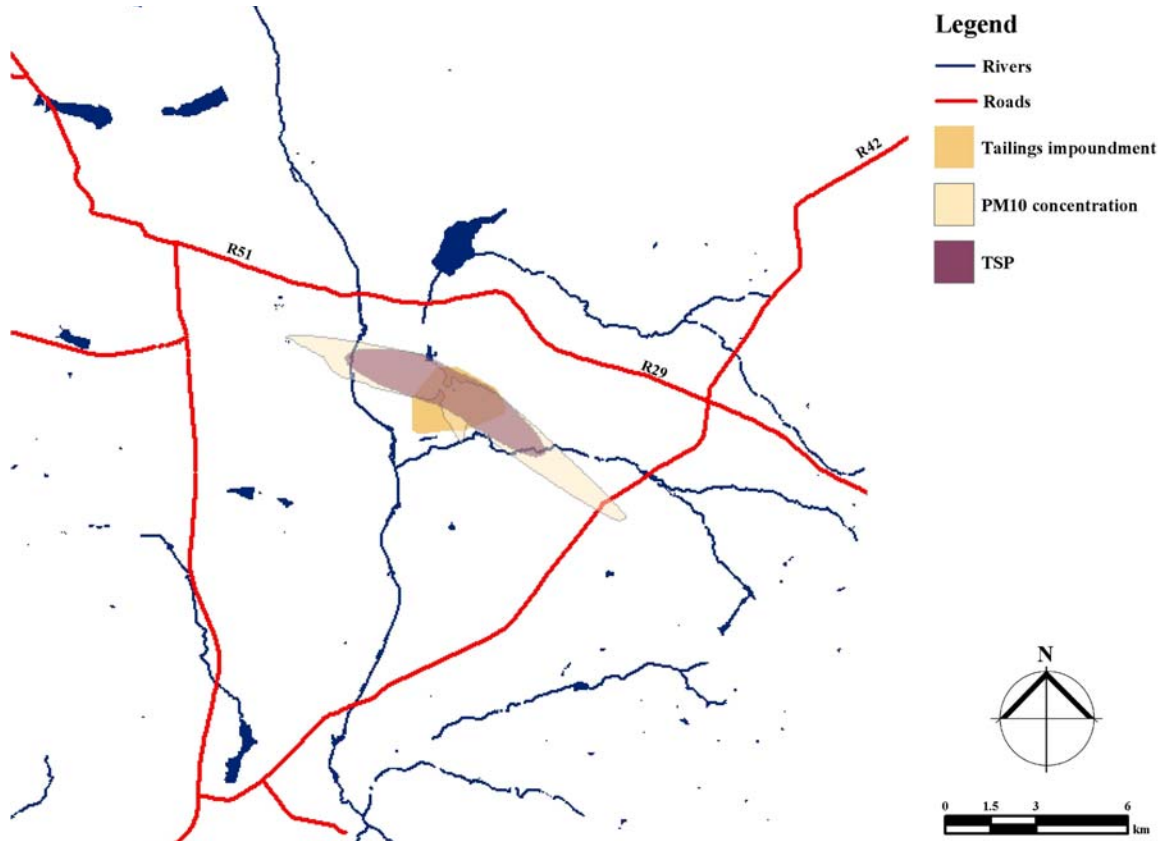 Legend
Rivers
Roads
Tailings impoundment
PM10 concentration
TSP
R42
R51
R29
N
0 1.5 3 6
km